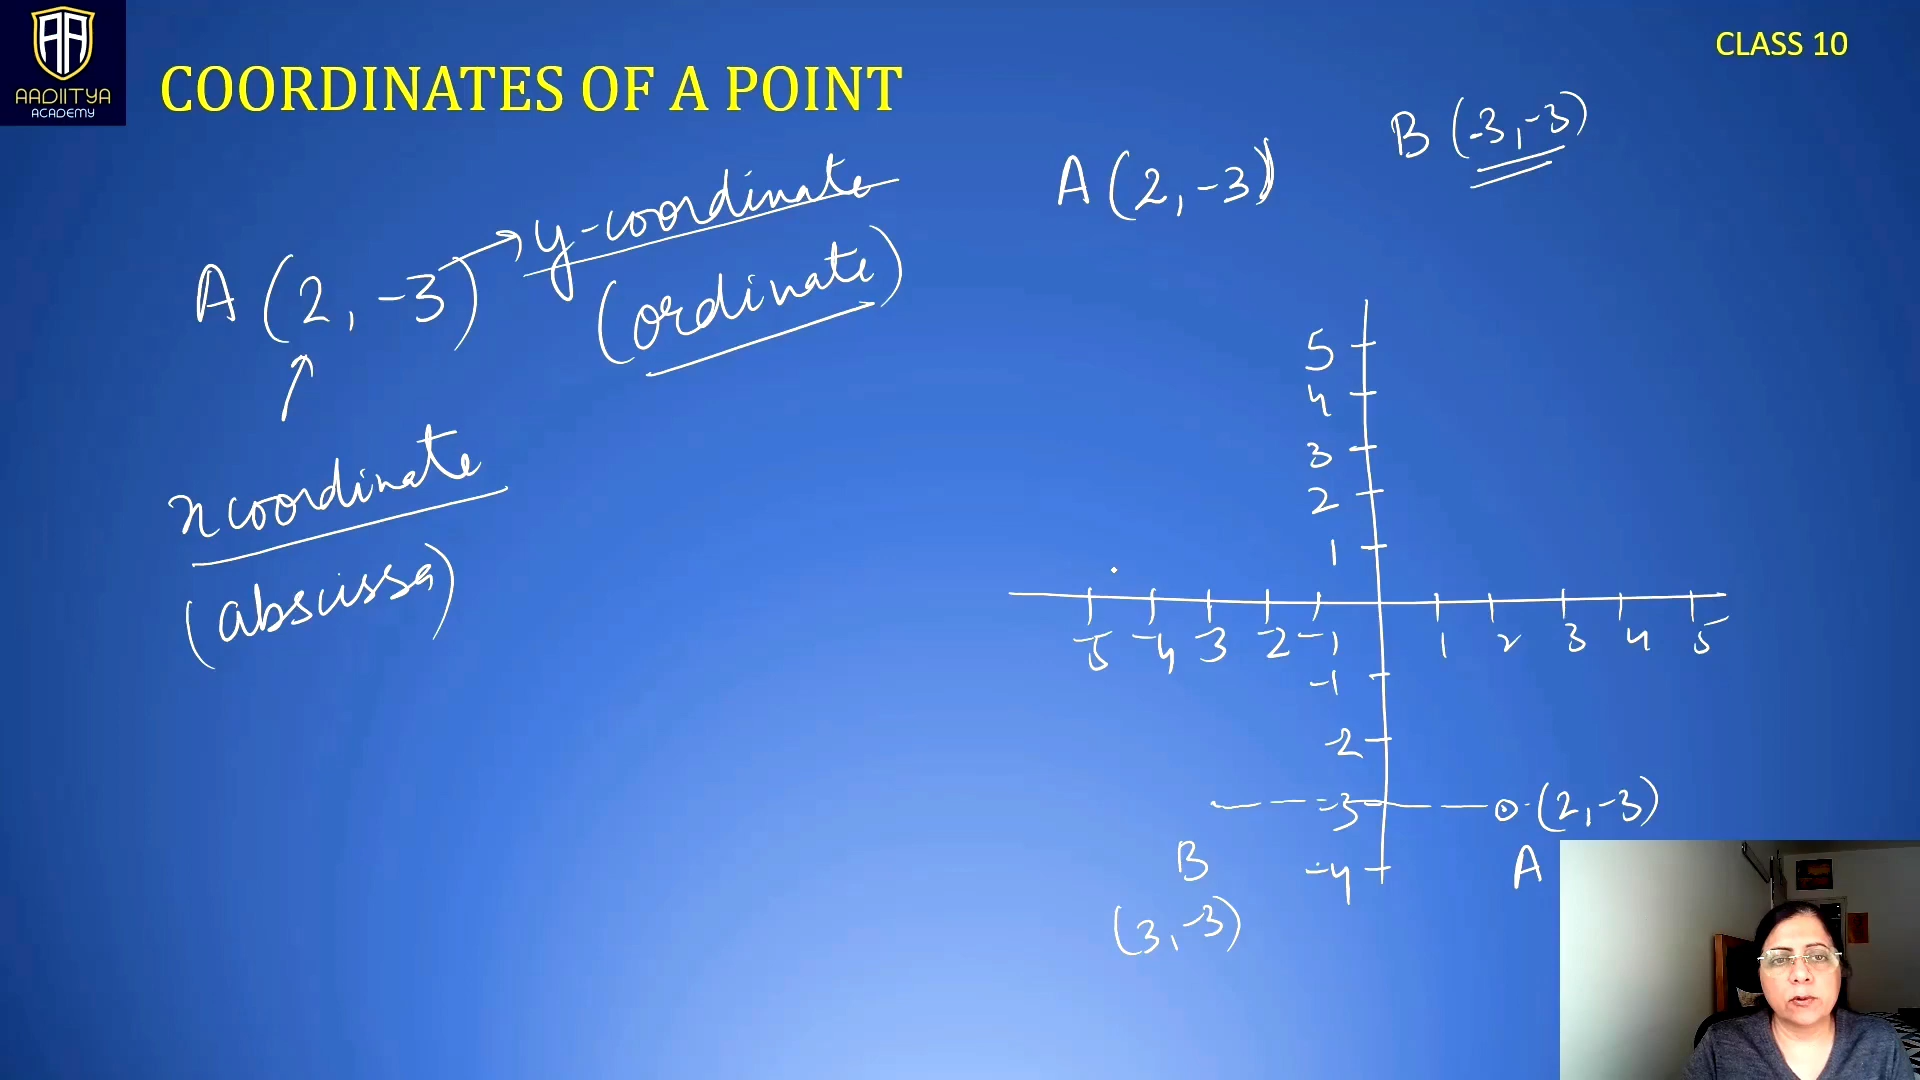 AADIITYA
ACADEMY
CLASS 10
COORDINATES OF A POINT
B (-3, -3)
A (2, -3)
A (2, -3) → y-coordinate
(ordinate)
↑
x coordinate
(abscissa)
5
4
3
2
1
-5 -4 -3 -2 -1 1 2 3 4 5
-1
-2
-3 (2, -3)
B -4 A
(3, -3)